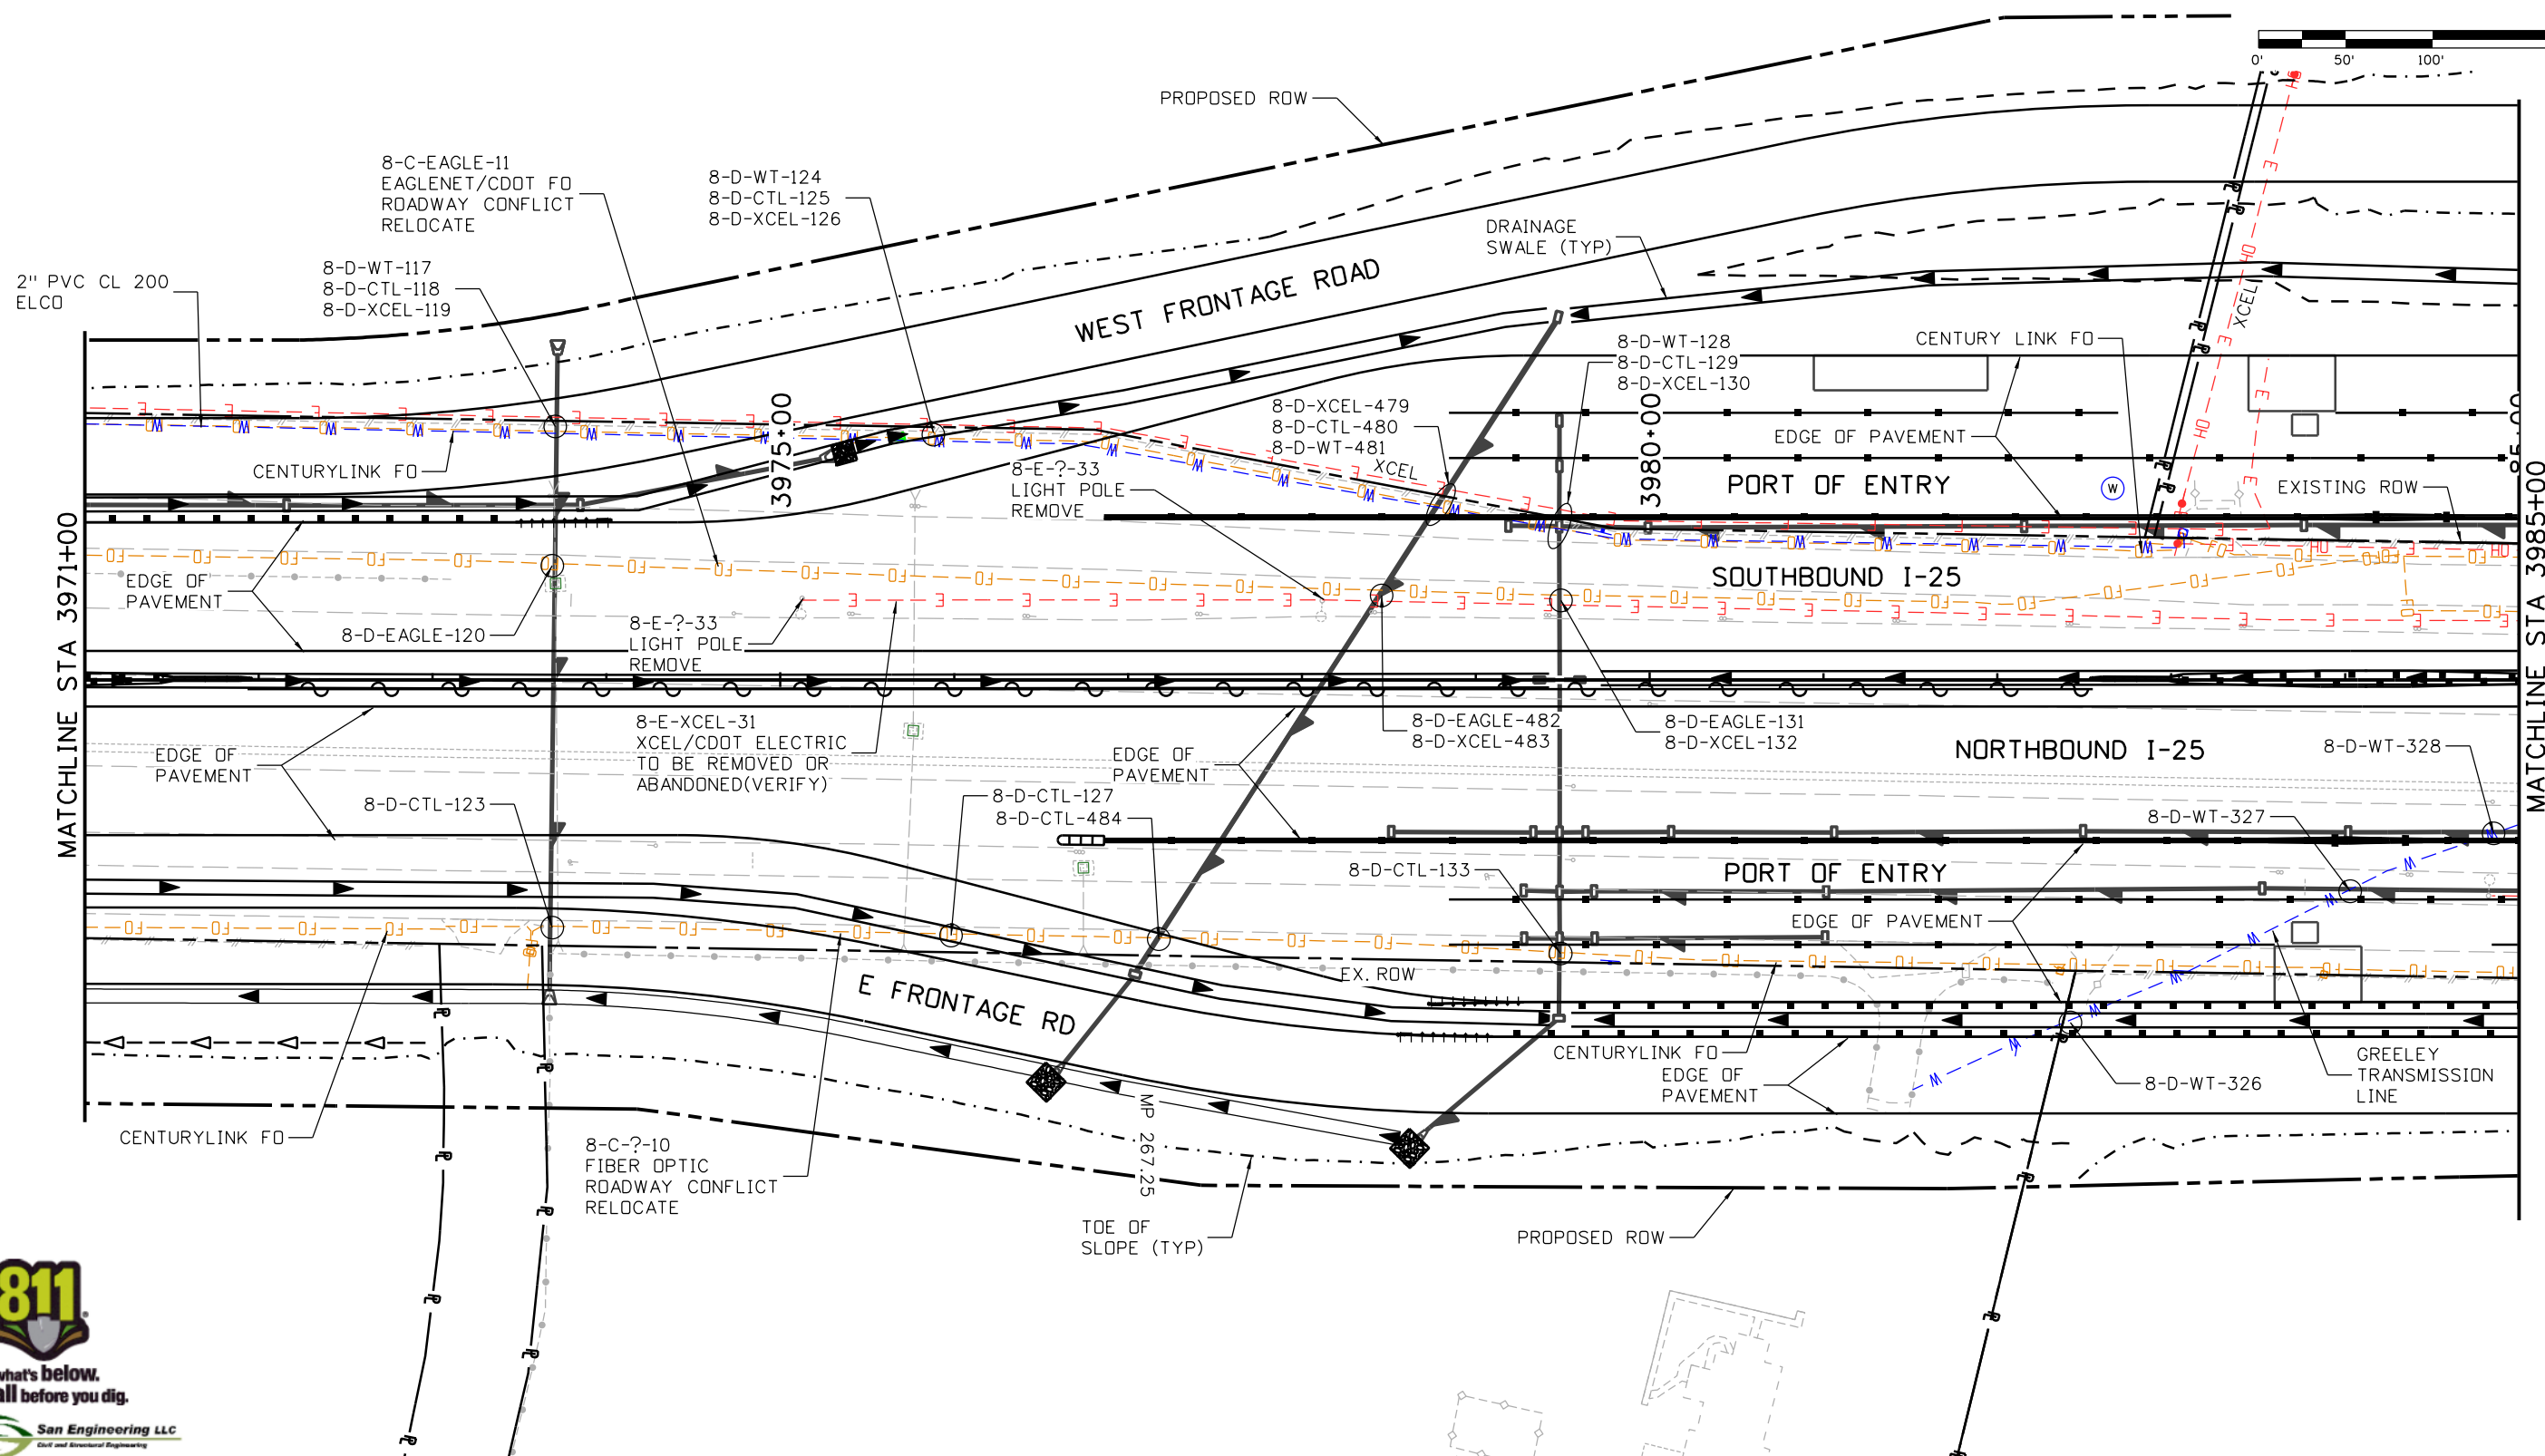 0' 50' 100'
PROPOSED ROW
8-C-EAGLE-11
EAGLENET/CDOT FO
ROADWAY CONFLICT
RELOCATE
8-D-WT-124
8-D-CTL-125
8-D-XCEL-126
DRAINAGE
SWALE (TYP)
2" PVC CL 200
ELCO
8-D-WT-117
8-D-CTL-118
8-D-XCEL-119
WEST FRONTAGE ROAD
XCEL
8-D-WT-128
8-D-CTL-129
8-D-XCEL-130
CENTURY LINK FO
3975+00
8-D-XCEL-479
8-D-CTL-480
8-D-WT-481
3980+00
EDGE OF PAVEMENT
CENTURYLINK FO
8-E-?-33
LIGHT POLE
REMOVE
XCEL
PORT OF ENTRY
W
EXISTING ROW
MATCHLINE STA 3971+00
MATCHLINE STA 3985+00
EDGE OF
PAVEMENT
SOUTHBOUND I-25
8-D-EAGLE-120
8-E-?-33
LIGHT POLE
REMOVE
8-E-XCEL-31
XCEL/CDOT ELECTRIC
TO BE REMOVED OR
ABANDONED(VERIFY)
8-D-EAGLE-482
8-D-XCEL-483
8-D-EAGLE-131
8-D-XCEL-132
NORTHBOUND I-25
8-D-WT-328
EDGE OF
PAVEMENT
EDGE OF
PAVEMENT
8-D-CTL-123
8-D-CTL-127
8-D-CTL-484
8-D-WT-327
8-D-CTL-133
PORT OF ENTRY
EDGE OF PAVEMENT
EX. ROW
E FRONTAGE RD
CENTURYLINK FO
EDGE OF
PAVEMENT
8-D-WT-326
GREELEY
TRANSMISSION
LINE
MP 267.25
CENTURYLINK FO
8-C-?-10
FIBER OPTIC
ROADWAY CONFLICT
RELOCATE
TOE OF
SLOPE (TYP)
PROPOSED ROW
811
what's below.
before you dig.
San Engineering LLC
Civil and Structural Engineering